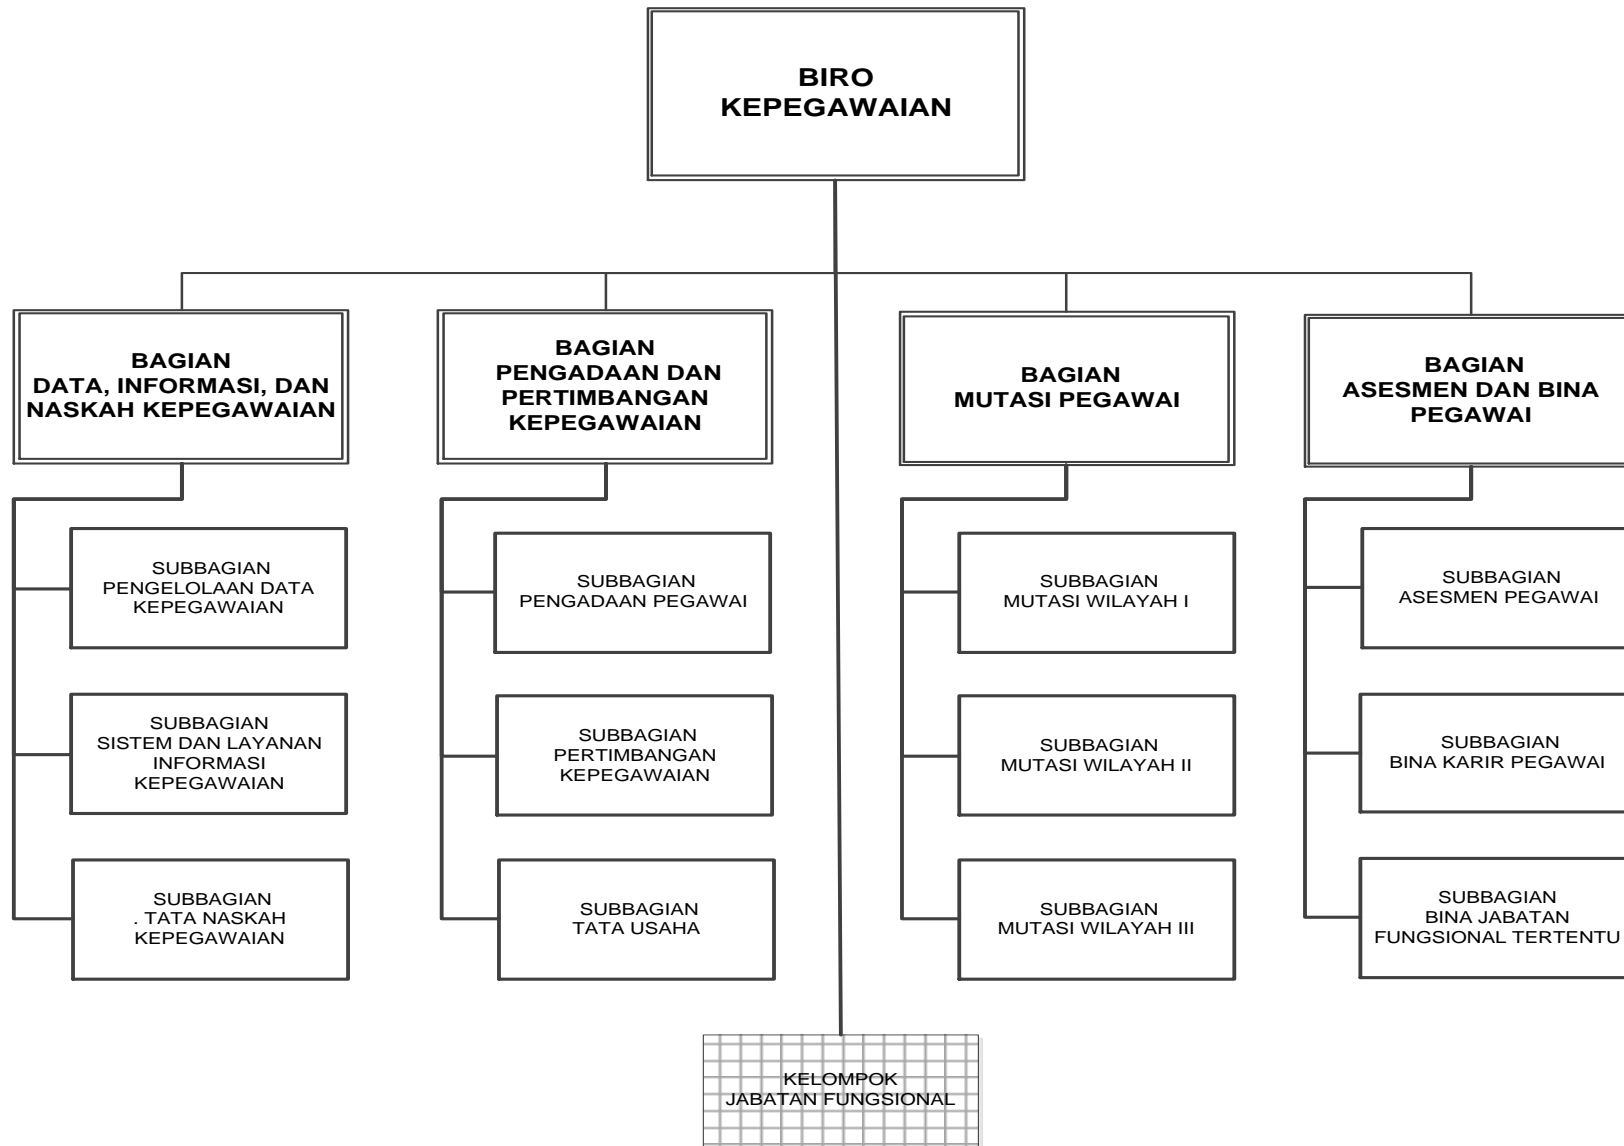 BIRO
KEPEGAWAIAN
BAGIAN
DATA, INFORMASI, DAN
NASKAH KEPEGAWAIAN
BAGIAN
PENGADAAN DAN
PERTIMBANGAN
KEPEGAWAIAN
BAGIAN
MUTASI PEGAWAI
BAGIAN
ASESMEN DAN BINA
PEGAWAI
SUBBAGIAN
PENGELOLAAN DATA
KEPEGAWAIAN
SUBBAGIAN
PENGADAAN PEGAWAI
SUBBAGIAN
MUTASI WILAYAH I
SUBBAGIAN
ASESMEN PEGAWAI
SUBBAGIAN
SISTEM DAN LAYANAN
INFORMASI
KEPEGAWAIAN
SUBBAGIAN
PERTIMBANGAN
KEPEGAWAIAN
SUBBAGIAN
MUTASI WILAYAH II
SUBBAGIAN
BINA KARIR PEGAWAI
SUBBAGIAN
. TATA NASKAH
KEPEGAWAIAN
SUBBAGIAN
TATA USAHA
SUBBAGIAN
MUTASI WILAYAH III
SUBBAGIAN
BINA JABATAN
FUNGSIONAL TERTENTU
KELOMPOK
JABATAN FUNGSIONAL